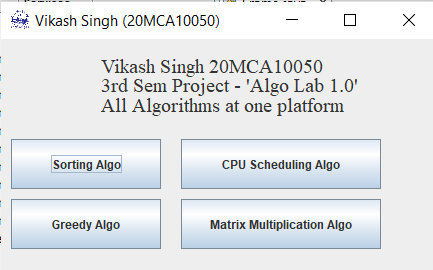 Vikash Singh (20MCA10050)
Vikash Singh 20MCA10050
3rd Sem Project - 'Algo Lab 1.0'
All Algorithms at one platform
Sorting Algo
CPU Scheduling Algo
Greedy Algo
Matrix Multiplication Algo